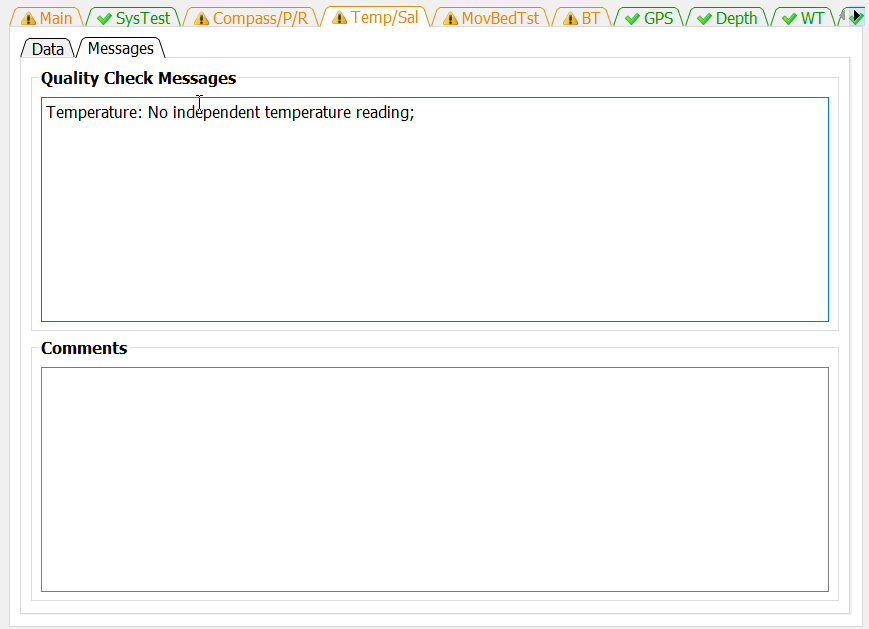 Main SysTest Compass/P/R Temp/Sal MovBedTst BT GPS Depth WT
Data Messages
Quality Check Messages
Temperature: No independent temperature reading;
Comments